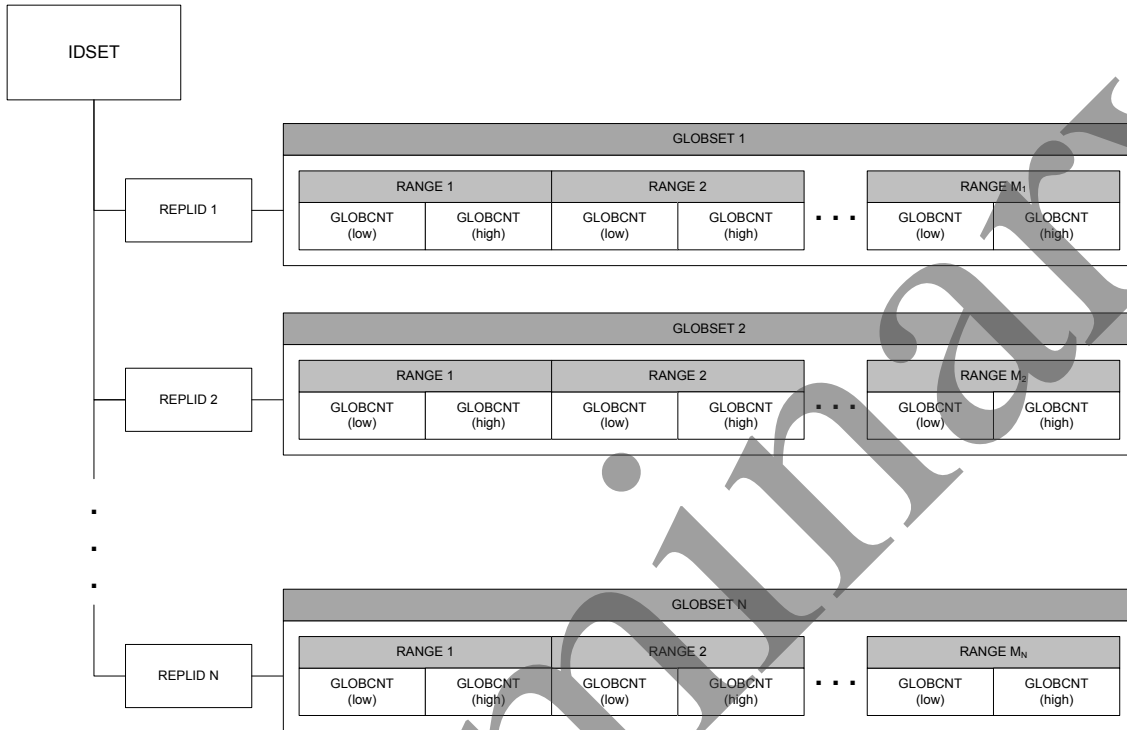 IDSET
GLOBSET 1
RANGE 1 RANGE 2 RANGE M₁
REPLID 1
GLOBCNT GLOBCNT GLOBCNT GLOBCNT . . . GLOBCNT GLOBCNT
(low) (high) (low) (high) (low) (high)
GLOBSET 2
RANGE 1 RANGE 2 RANGE M₂
REPLID 2
GLOBCNT GLOBCNT GLOBCNT GLOBCNT . . . GLOBCNT GLOBCNT
(low) (high) (low) (high) (low) (high)
.
.
.
GLOBSET N
RANGE 1 RANGE 2 RANGE Mₙ
REPLID N
GLOBCNT GLOBCNT GLOBCNT GLOBCNT . . . GLOBCNT GLOBCNT
(low) (high) (low) (high) (low) (high)
minar